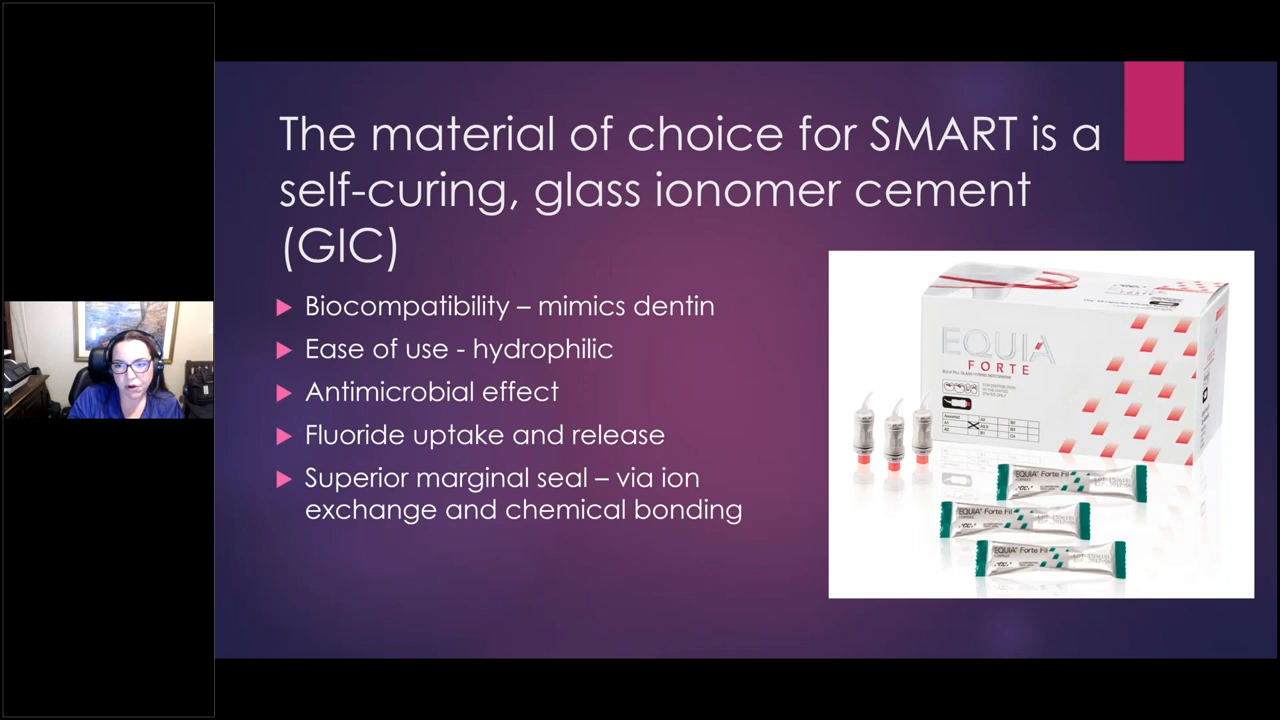 The material of choice for SMART is a
self-curing, glass ionomer cement
(GIC)
Biocompatibility – mimics dentin
Ease of use - hydrophilic
Antimicrobial effect
Fluoride uptake and release
Superior marginal seal – via ion
exchange and chemical bonding
EQUIA
FORTE
EQUIA Forte Fil
EQUIA® Forte Fil
EQUIA® Forte Fil